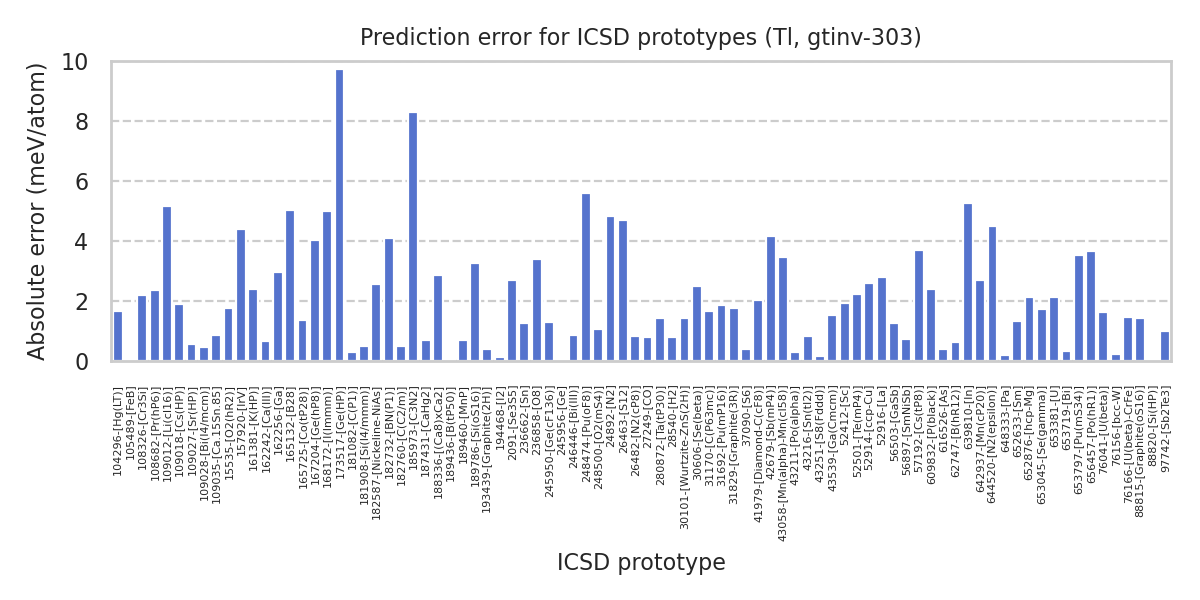 Prediction error for ICSD prototypes (Tl, gtinv-303)
Absolute error (meV/atom)
10
8
6
4
2
0
104296-[Hg(LT)]
105489-[FeB]
108326-[Cr3Si]
108682-[Pr(hP6)]
109012-[Li(cI16)]
109018-[Cs(HP)]
109027-[Sr(HP)]
109028-[Bi(I4/mcm)]
109035-[Ca.15Sn.85]
15535-[O2(hR2)]
157920-[IrV]
161381-[K(HP)]
162242-[Ca(III)]
162256-[Ga]
165132-[B28]
165725-[Co(tP28)]
167204-[Ge(hP8)]
168172-[I(Immm)]
173517-[Ge(HP)]
181082-[C(P1)]
181908-[Si(I4/mmm)]
182587-[Nickeline-NiAs]
182732-[BN(P1)]
182760-[C(C2/m)]
185973-[C3N2]
187431-[CaHg2]
188336-[(Ca8)xCa2]
189436-[B(tP50)]
189460-[MnP]
189786-[Si(oS16)]
193439-[Graphite(2H)]
194468-[I2]
2091-[Se3S5]
236662-[Sn]
236858-[O8]
245950-[Ge(cF136)]
245956-[Ge]
246446-[Bi(III)]
248474-[Pu(oF8)]
248500-[O2(mS4)]
24892-[N2]
26463-[S12]
26482-[N2(cP8)]
27249-[CO]
280872-[Ta(tP30)]
28540-[H2]
30101-[Wurtzite-ZnS(2H)]
30606-[Se(beta)]
31170-[C(P63mc)]
31692-[Pu(mP16)]
31829-[Graphite(3R)]
37090-[S6]
41979-[Diamond-C(cF8)]
42679-[Sb(mP4)]
43058-[Mn(alpha)-Mn(cI58)]
43211-[Po(alpha)]
43216-[Sn(tI2)]
43251-[S8(Fddd)]
43539-[Ga(Cmcm)]
52412-[Sc]
52501-[Te(mP4)]
52914-[fcc-Cu]
52916-[La]
56503-[GaSb]
56897-[SmNiSb]
57192-[Cs(tP8)]
609832-[P(black)]
616526-[As]
62747-[B(hR12)]
639810-[In]
642937-[Mn(cP20)]
644520-[N2(epsilon)]
648333-[Pa]
652633-[Sm]
652876-[hcp-Mg]
653045-[Se(gamma)]
653381-[U]
653719-[Bi]
653797-[Pu(mS34)]
656457-[Po(hR1)]
76041-[U(beta)]
76156-[bcc-W]
76166-[U(beta)-CrFe]
88815-[Graphite(oS16)]
88820-[Si(HP)]
97742-[Sb2Te3]
ICSD prototype